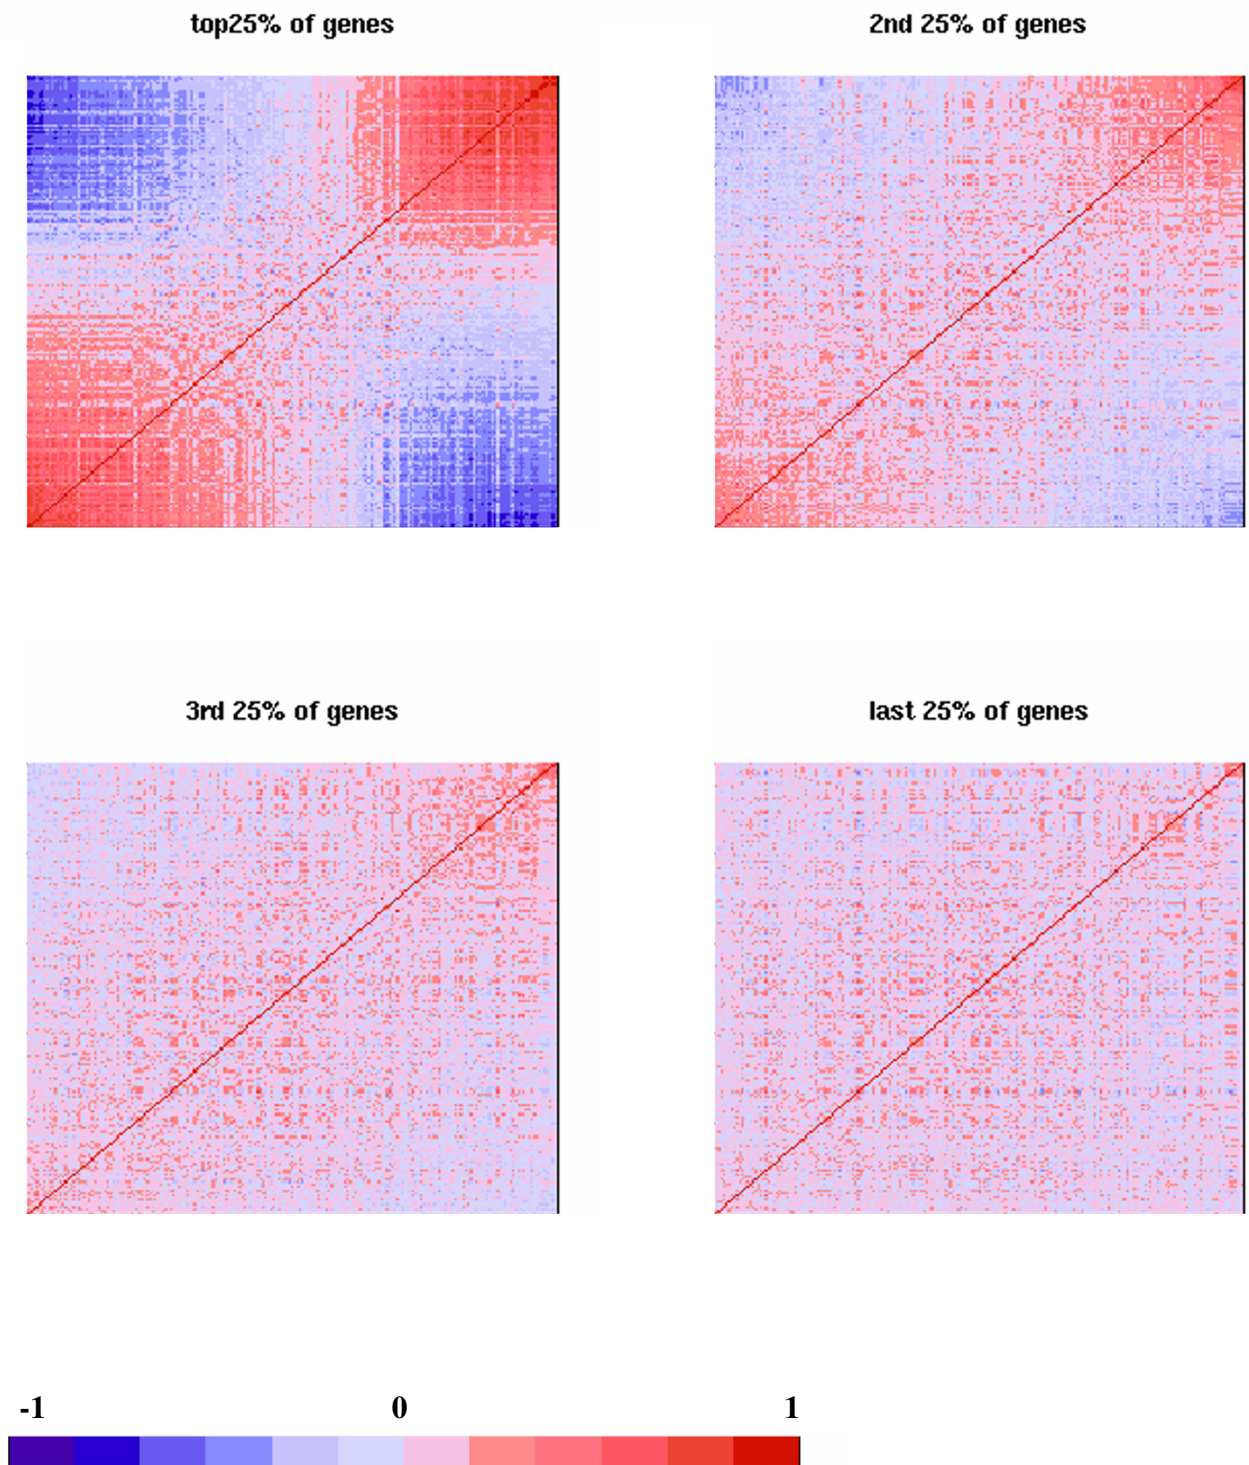 top25% of genes
2nd 25% of genes
3rd 25% of genes
last 25% of genes
-1 0 1